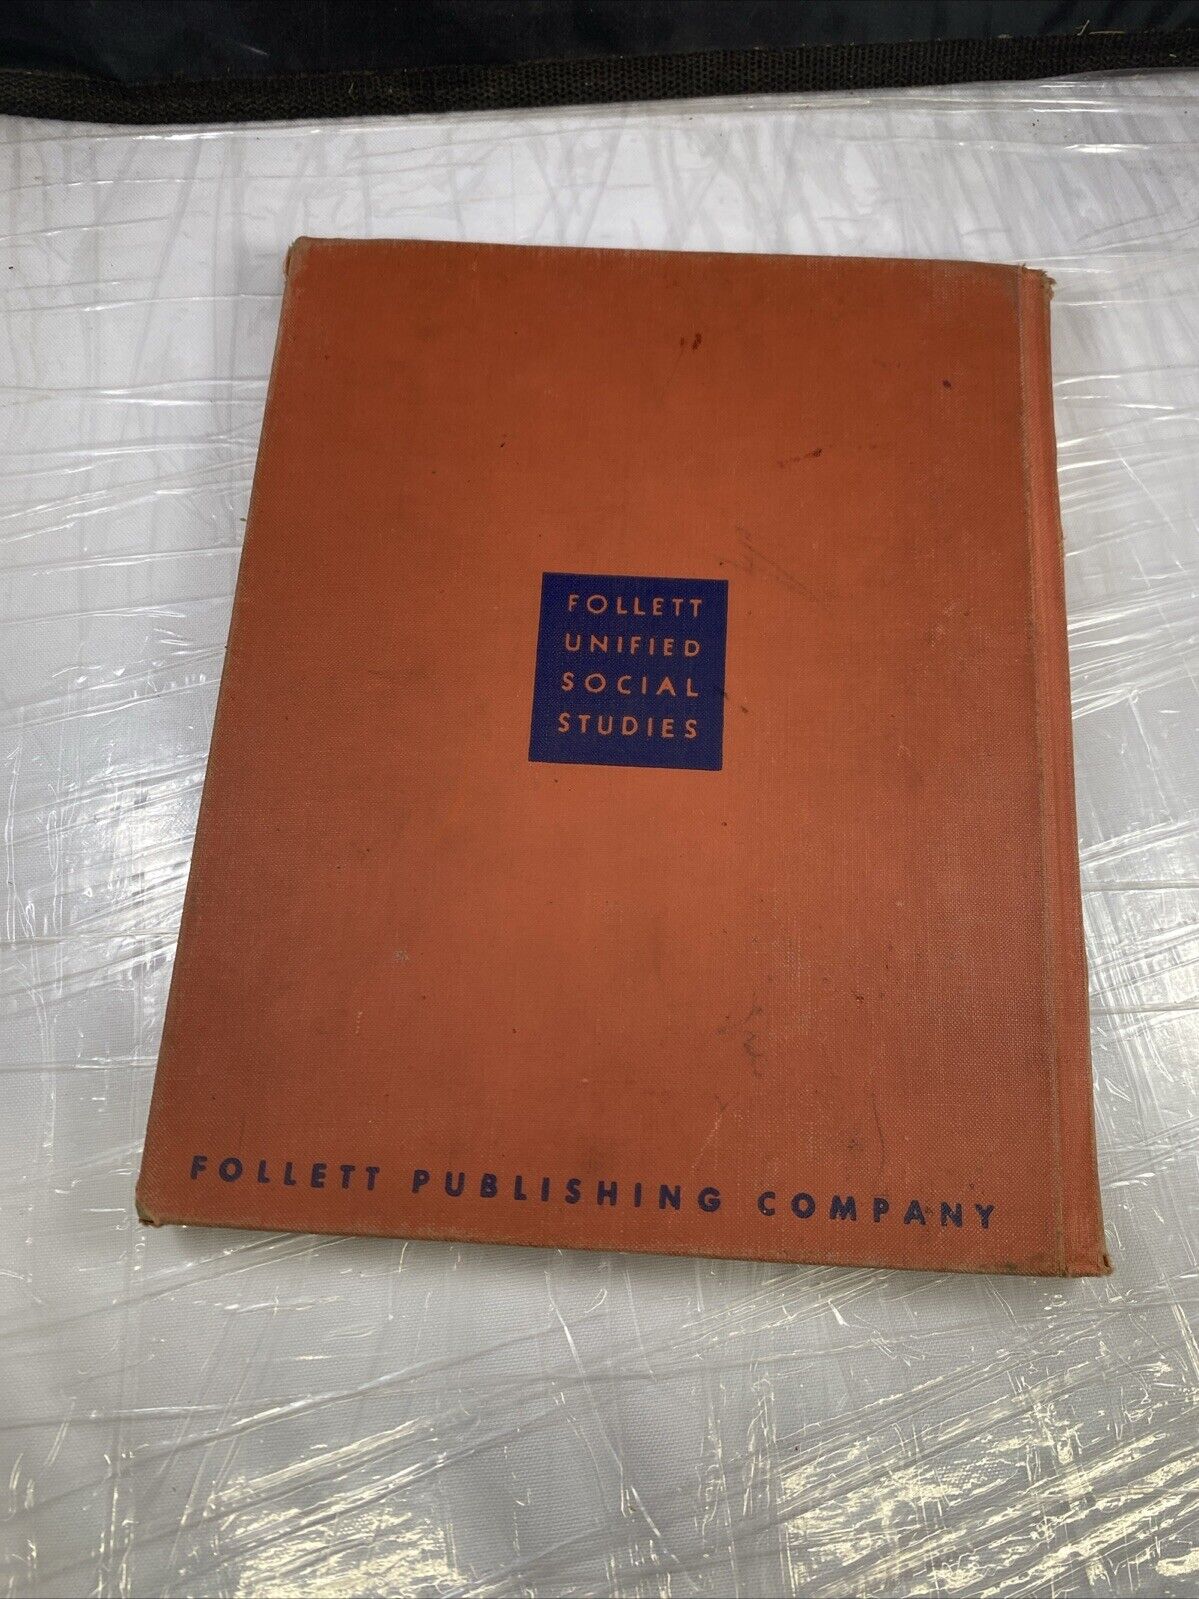 FOLLETT
UNIFIED
SOCIAL
STUDIES
FOLLETT PUBLISHING COMPANY